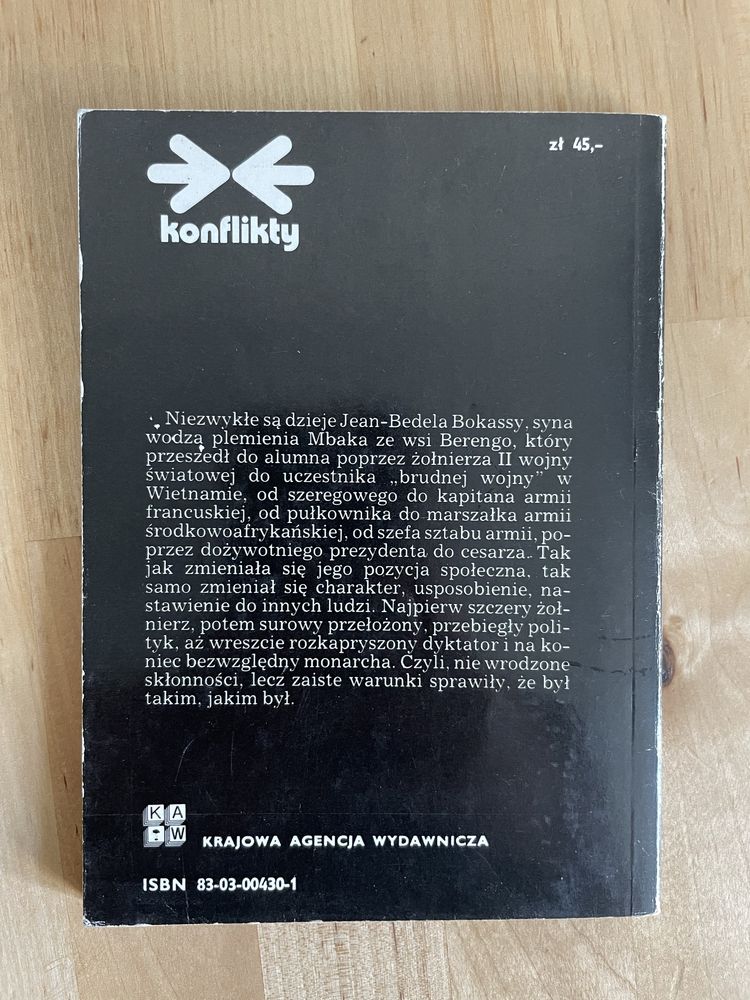 zł 45,-
konflikty
Niezwykłe są dzieje Jean-Bedela Bokassy, syna
wodza plemienia Mbaka ze wsi Berengo, który
przeszedł do alumna poprzez żołnierza II wojny
światowej do uczestnika „brudnej wojny" w
Wietnamie, od szeregowego do kapitana armii
francuskiej, od pułkownika do marszałka armii
środkowoafrykańskiej, od szefa sztabu armii, po-
przez dożywotniego prezydenta do cesarza. Tak
jak zmieniała się jego pozycja społeczna, tak
samo zmieniał się charakter, usposobienie, na-
stawienie do innych ludzi. Najpierw szczery żoł-
nierz, potem surowy przełożony, przebiegły poli-
tyk, aż wreszcie rozkapryszony dyktator i na ko-
niec bezwzględny monarcha. Czyli, nie wrodzone
skłonności, lecz zaiste warunki sprawiły, że był
takim, jakim był.
KA
W
KRAJOWA AGENCJA WYDAWNICZA
ISBN 83-03-00430-1